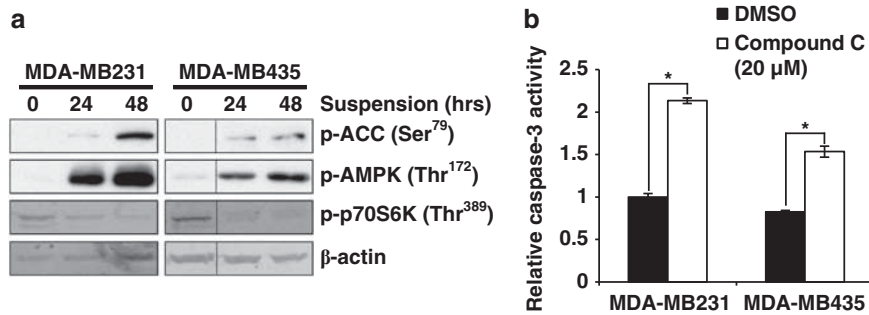 a
MDA-MB231 MDA-MB435
0 24 48 0 24 48 Suspension (hrs)
p-ACC (Ser79)
p-AMPK (Thr172)
p-p70S6K (Thr389)
β-actin
b
DMSO
Compound C
(20 μM)
Relative caspase-3 activity
2.5
2
1.5
1
0.5
0
*
*
MDA-MB231 MDA-MB435